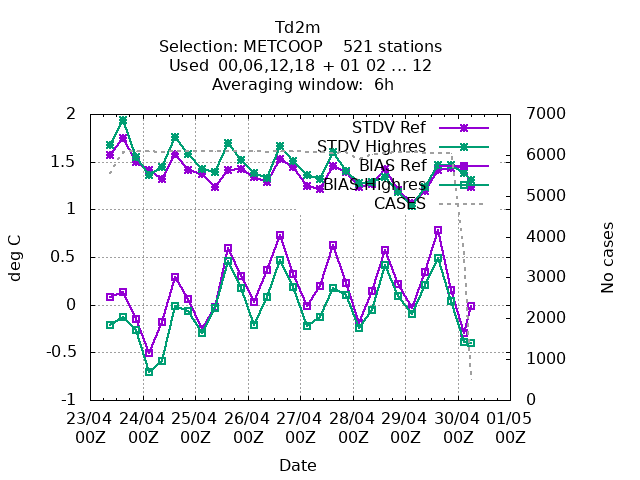 Td2m
Selection: METCOOP    521 stations
Used  00,06,12,18 + 01 02 ... 12
Averaging window:  6h
STDV Ref
STDV Highres
BIAS Ref
BIAS Highres
CASES
deg C
2
1.5
1
0.5
0
-0.5
-1
No cases
7000
6000
5000
4000
3000
2000
1000
0
23/04 24/04 25/04 26/04 27/04 28/04 29/04 30/04 01/05
00Z 00Z 00Z 00Z 00Z 00Z 00Z 00Z 00Z
Date